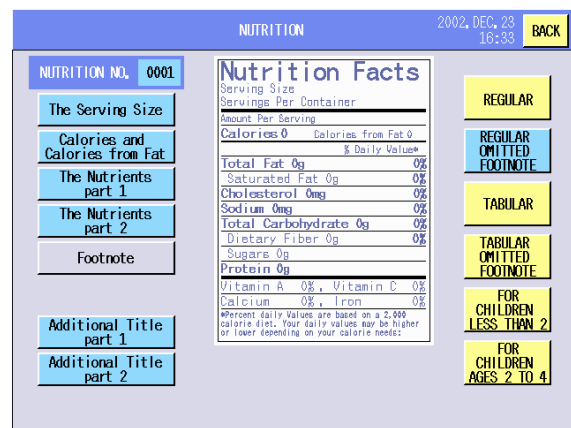 NUTRITION
2002, DEC, 23
16:33
BACK
NUTRITION NO. 0001
The Serving Size
Calories and
Calories from Fat
The Nutrients
part 1
The Nutrients
part 2
Footnote
Additional Title
part 1
Additional Title
part 2
Nutrition Facts
Serving Size
Servings Per Container
Amount Per Serving
Calories 0 Calories from Fat 0
% Daily Value*
Total Fat 0g 0%
Saturated Fat 0g 0%
Cholesterol 0mg 0%
Sodium 0mg 0%
Total Carbohydrate 0g 0%
Dietary Fiber 0g 0%
Sugars 0g
Protein 0g
Vitamin A 0%, Vitamin C 0%
Calcium 0%, Iron 0%
*Percent daily Values are based on a 2,000
calorie diet. Your daily values may be higher
or lower depending on your calorie needs:
REGULAR
REGULAR
OMITTED
FOOTNOTE
TABULAR
TABULAR
OMITTED
FOOTNOTE
FOR
CHILDREN
LESS THAN 2
FOR
CHILDREN
AGES 2 TO 4